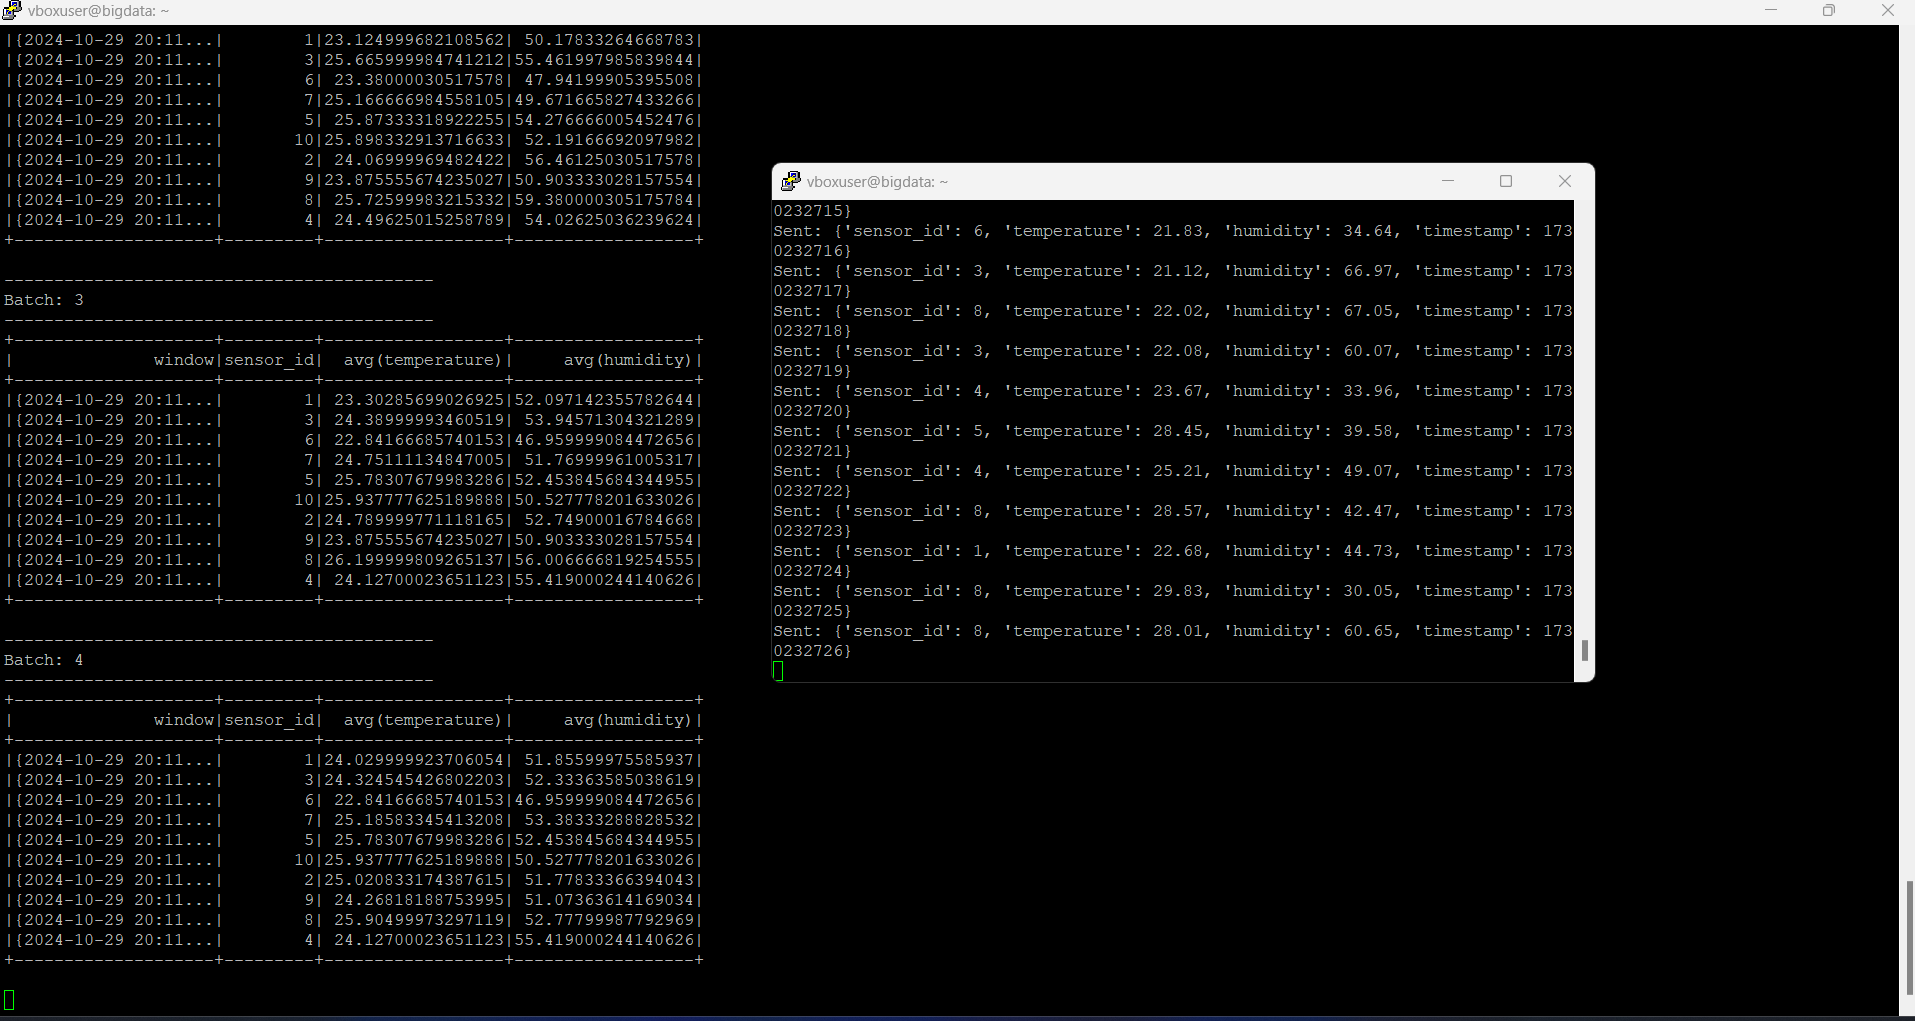 vboxuser@bigdata: ~
|{2024-10-29 20:11...|        1|23.124999682108562| 50.17833264668783|
|{2024-10-29 20:11...|        3|25.665999984741212|55.461997985839844|
|{2024-10-29 20:11...|        6| 23.38000030517578| 47.94199905395508|
|{2024-10-29 20:11...|        7|25.166666984558105|49.671665827433266|
|{2024-10-29 20:11...|        5| 25.87333318922255|54.276666005452476|
|{2024-10-29 20:11...|       10|25.898332913716633| 52.19166692097982|
|{2024-10-29 20:11...|        2| 24.06999969482422| 56.46125030517578|
|{2024-10-29 20:11...|        9|23.875555674235027|50.903333028157554|
|{2024-10-29 20:11...|        8| 25.72599983215332|59.380000305175784|
|{2024-10-29 20:11...|        4| 24.49625015258789| 54.02625036239624|
+--------------------+---------+------------------+------------------+
-------------------------------------------
Batch: 3
-------------------------------------------
+--------------------+---------+------------------+------------------+
|              window|sensor_id|  avg(temperature)|     avg(humidity)|
+--------------------+---------+------------------+------------------+
|{2024-10-29 20:11...|        1| 23.30285699026925|52.097142355782644|
|{2024-10-29 20:11...|        3| 24.38999993460519| 53.94571304321289|
|{2024-10-29 20:11...|        6| 22.84166685740153|46.959999084472656|
|{2024-10-29 20:11...|        7| 24.75111134847005| 51.76999961005317|
|{2024-10-29 20:11...|        5| 25.78307679983286|52.453845684344955|
|{2024-10-29 20:11...|       10|25.937777625189888|50.527778201633026|
|{2024-10-29 20:11...|        2|24.789999771118165| 52.74900016784668|
|{2024-10-29 20:11...|        9|23.875555674235027|50.903333028157554|
|{2024-10-29 20:11...|        8|26.199999809265137|56.006666819254555|
|{2024-10-29 20:11...|        4| 24.12700023651123|55.419000244140626|
+--------------------+---------+------------------+------------------+
-------------------------------------------
Batch: 4
-------------------------------------------
+--------------------+---------+------------------+------------------+
|              window|sensor_id|  avg(temperature)|     avg(humidity)|
+--------------------+---------+------------------+------------------+
|{2024-10-29 20:11...|        1|24.029999923706054| 51.85599975585937|
|{2024-10-29 20:11...|        3|24.324545426802203| 52.33363585038619|
|{2024-10-29 20:11...|        6| 22.84166685740153|46.959999084472656|
|{2024-10-29 20:11...|        7| 25.18583345413208| 53.38333288828532|
|{2024-10-29 20:11...|        5| 25.78307679983286|52.453845684344955|
|{2024-10-29 20:11...|       10|25.937777625189888|50.527778201633026|
|{2024-10-29 20:11...|        2|25.020833174387615| 51.77833366394043|
|{2024-10-29 20:11...|        9| 24.26818188753995| 51.07363614169034|
|{2024-10-29 20:11...|        8| 25.90499973297119| 52.77799987792969|
|{2024-10-29 20:11...|        4| 24.12700023651123|55.419000244140626|
+--------------------+---------+------------------+------------------+
vboxuser@bigdata: ~
0232715}
Sent: {'sensor_id': 6, 'temperature': 21.83, 'humidity': 34.64, 'timestamp': 173
0232716}
Sent: {'sensor_id': 3, 'temperature': 21.12, 'humidity': 66.97, 'timestamp': 173
0232717}
Sent: {'sensor_id': 8, 'temperature': 22.02, 'humidity': 67.05, 'timestamp': 173
0232718}
Sent: {'sensor_id': 3, 'temperature': 22.08, 'humidity': 60.07, 'timestamp': 173
0232719}
Sent: {'sensor_id': 4, 'temperature': 23.67, 'humidity': 33.96, 'timestamp': 173
0232720}
Sent: {'sensor_id': 5, 'temperature': 28.45, 'humidity': 39.58, 'timestamp': 173
0232721}
Sent: {'sensor_id': 4, 'temperature': 25.21, 'humidity': 49.07, 'timestamp': 173
0232722}
Sent: {'sensor_id': 8, 'temperature': 28.57, 'humidity': 42.47, 'timestamp': 173
0232723}
Sent: {'sensor_id': 1, 'temperature': 22.68, 'humidity': 44.73, 'timestamp': 173
0232724}
Sent: {'sensor_id': 8, 'temperature': 29.83, 'humidity': 30.05, 'timestamp': 173
0232725}
Sent: {'sensor_id': 8, 'temperature': 28.01, 'humidity': 60.65, 'timestamp': 173
0232726}